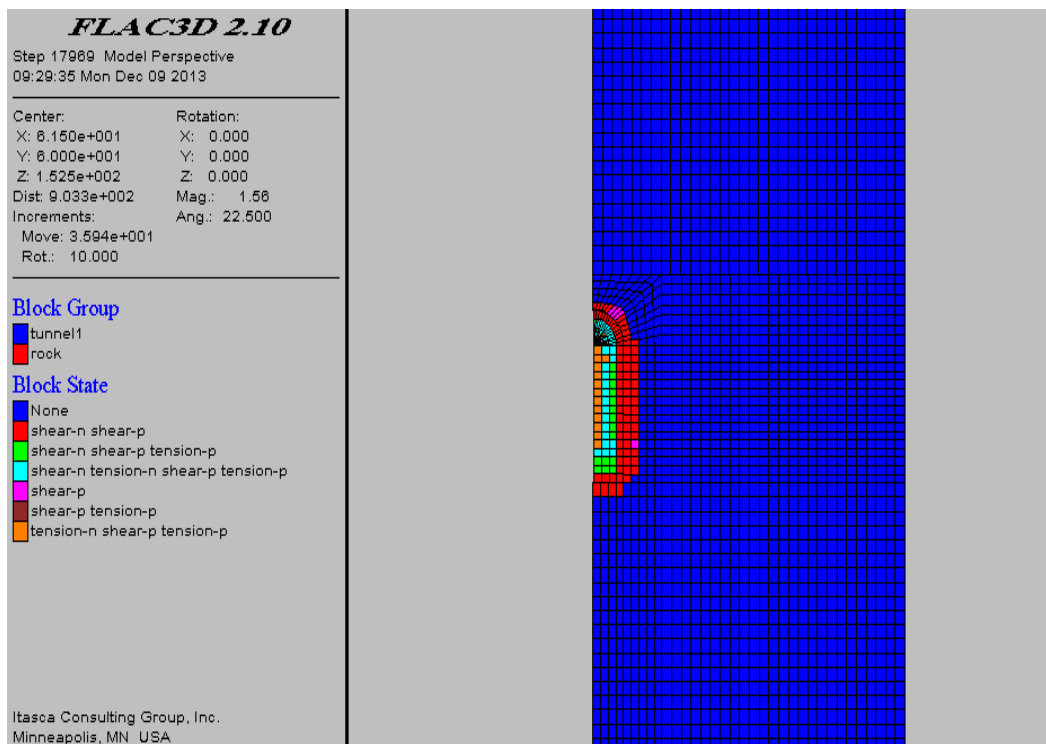 FLAC3D 2.10
Step 17969 Model Perspective
09:29:35 Mon Dec 09 2013
Center: Rotation:
X: 6.150e+001 X: 0.000
Y: 6.000e+001 Y: 0.000
Z: 1.525e+002 Z: 0.000
Dist: 9.033e+002 Mag.: 1.56
Increments: Ang.: 22.500
Move: 3.594e+001
Rot.: 10.000
Block Group
tunnel1
rock
Block State
None
shear-n shear-p
shear-n shear-p tension-p
shear-n tension-n shear-p tension-p
shear-p
shear-p tension-p
tension-n shear-p tension-p
Itasca Consulting Group, Inc.
Minneapolis, MN USA